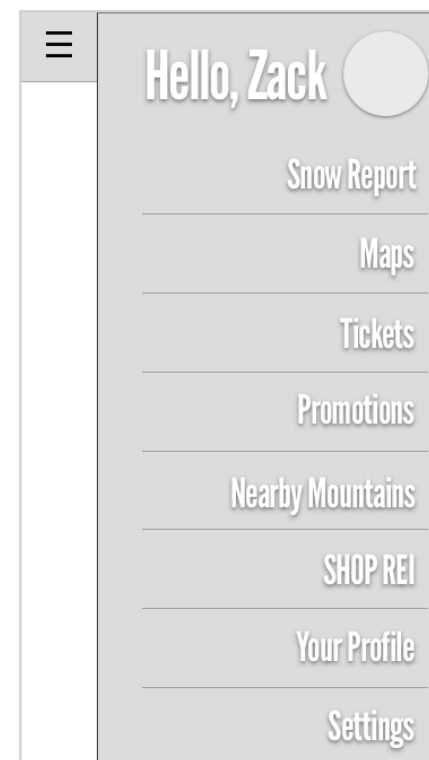 Hello, Zack
Snow Report
Maps
Tickets
Promotions
Nearby Mountains
SHOP REI
Your Profile
Settings